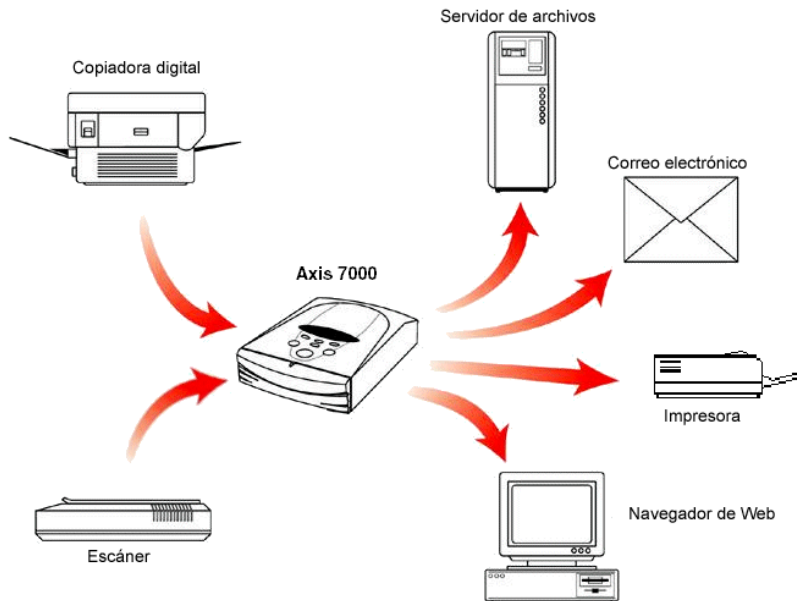 Servidor de archivos
Copiadora digital
Correo electrónico
Axis 7000
Impresora
Navegador de Web
Escáner